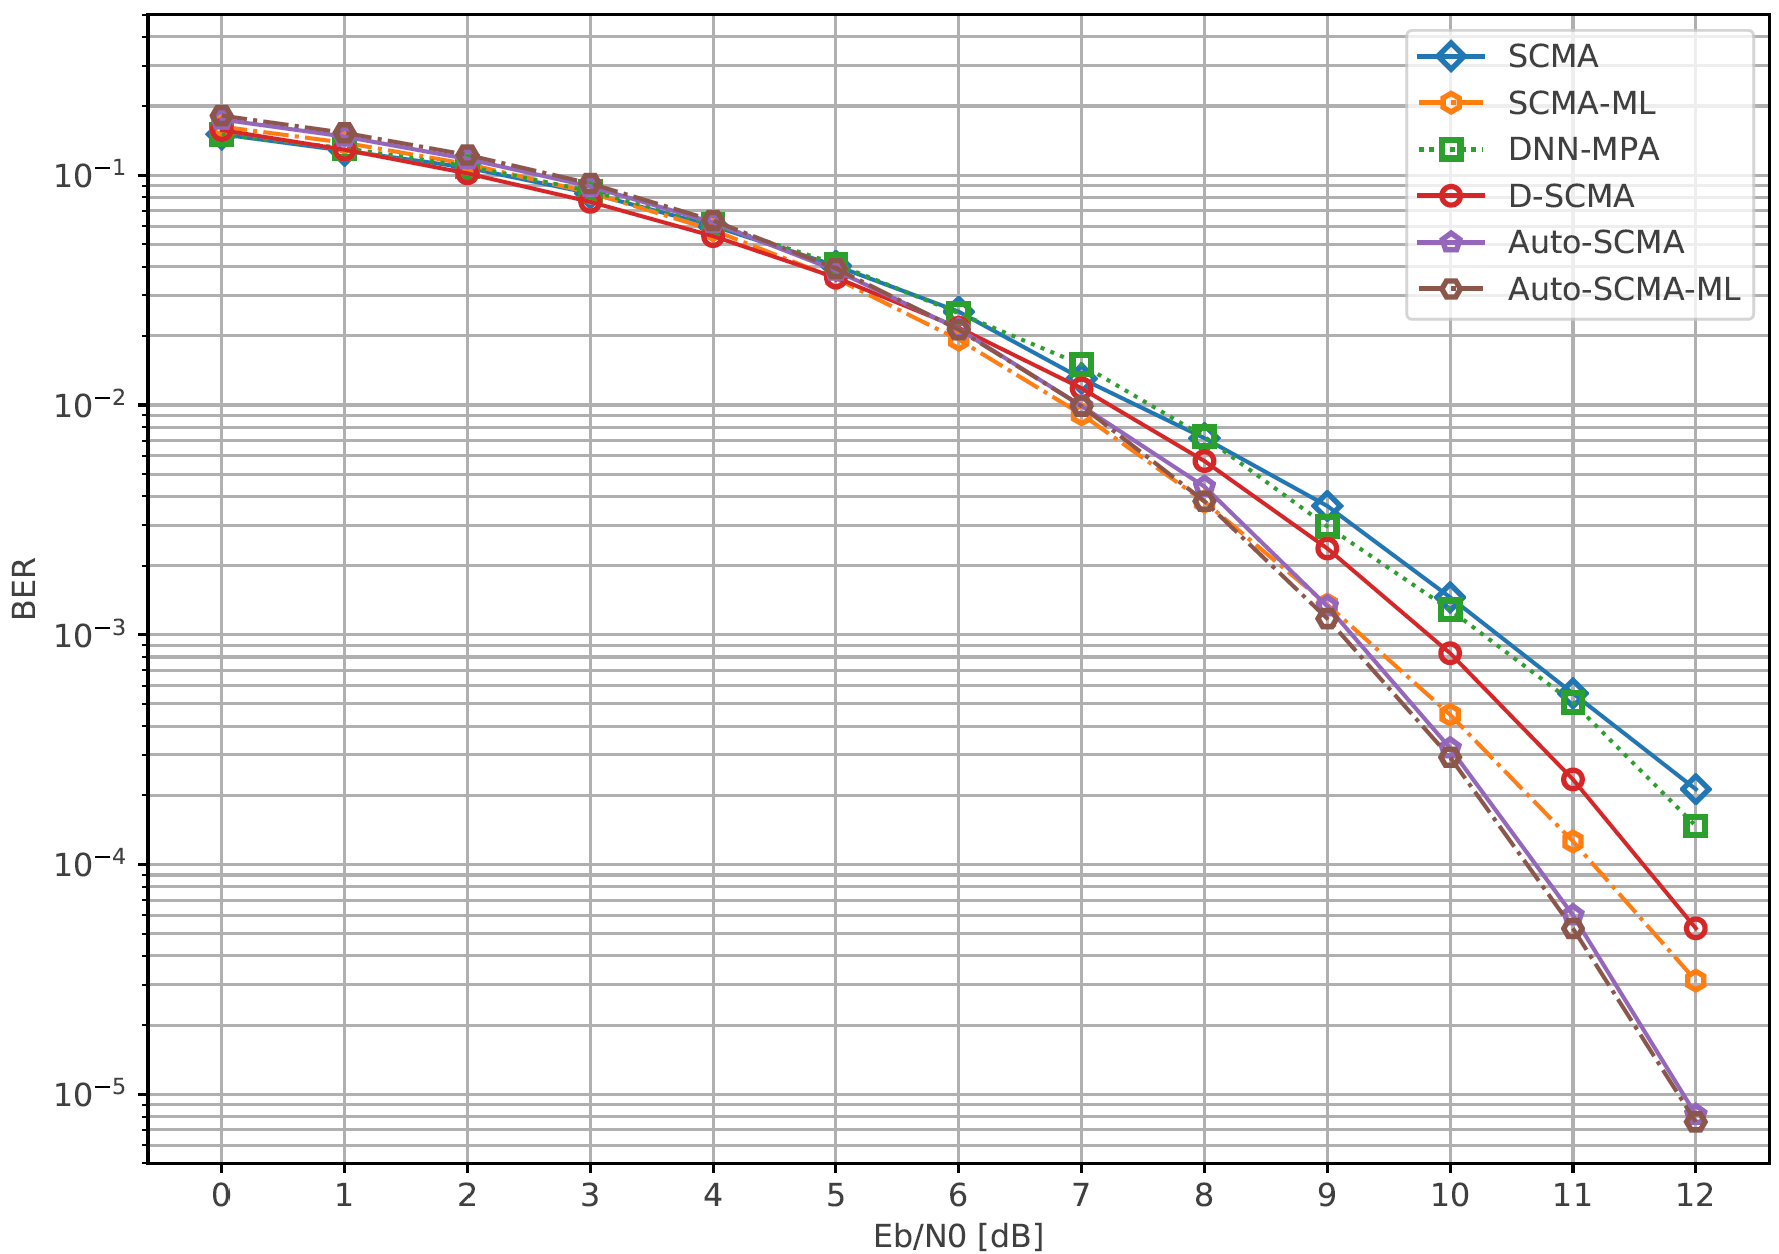 SCMA
SCMA-ML
DNN-MPA
D-SCMA
Auto-SCMA
Auto-SCMA-ML
10⁻¹
10⁻²
10⁻³
10⁻⁴
10⁻⁵
BER
0 1 2 3 4 5 6 7 8 9 10 11 12
Eb/N0 [dB]